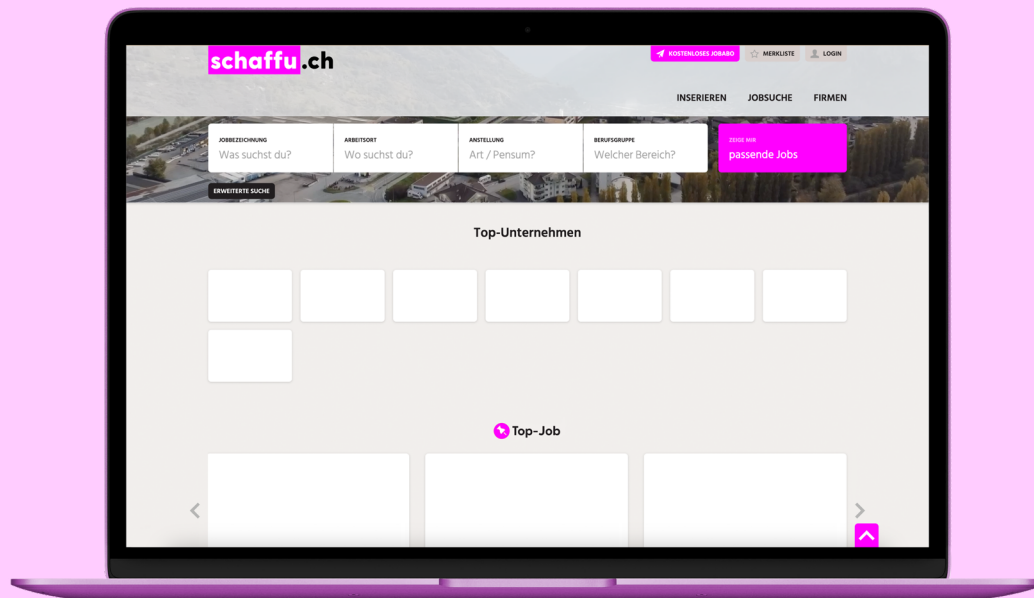 schaffu.ch
KOSTENLOSES JOBABO
MERKLISTE
LOGIN
INSERIEREN
JOBSUCHE
FIRMEN
JOBBEZEICHNUNG
Was suchst du?
ARBEITSORT
Wo suchst du?
ANSTELLUNG
Art / Pensum?
BERUFSGRUPPE
Welcher Bereich?
ZEIGE MIR
passende Jobs
ERWEITERTE SUCHE
Top-Unternehmen
Top-Job